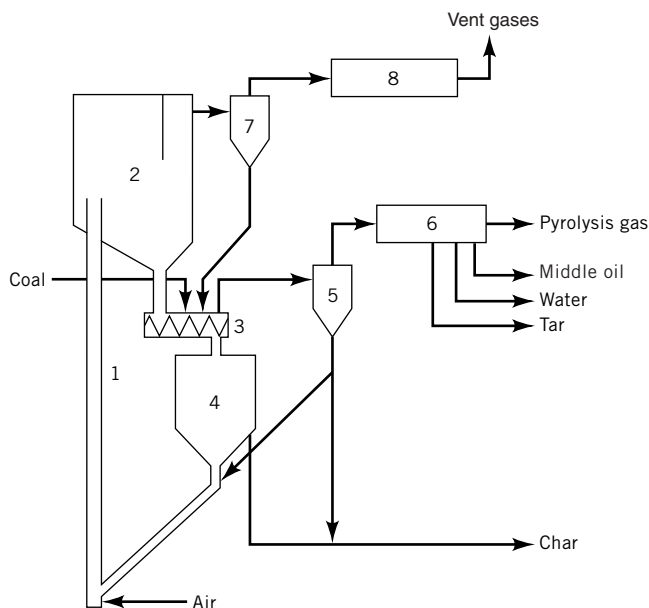 Vent gases
8
7
2
6
Pyrolysis gas
Coal
5
Middle oil
Water
3
Tar
1
4
Char
Air